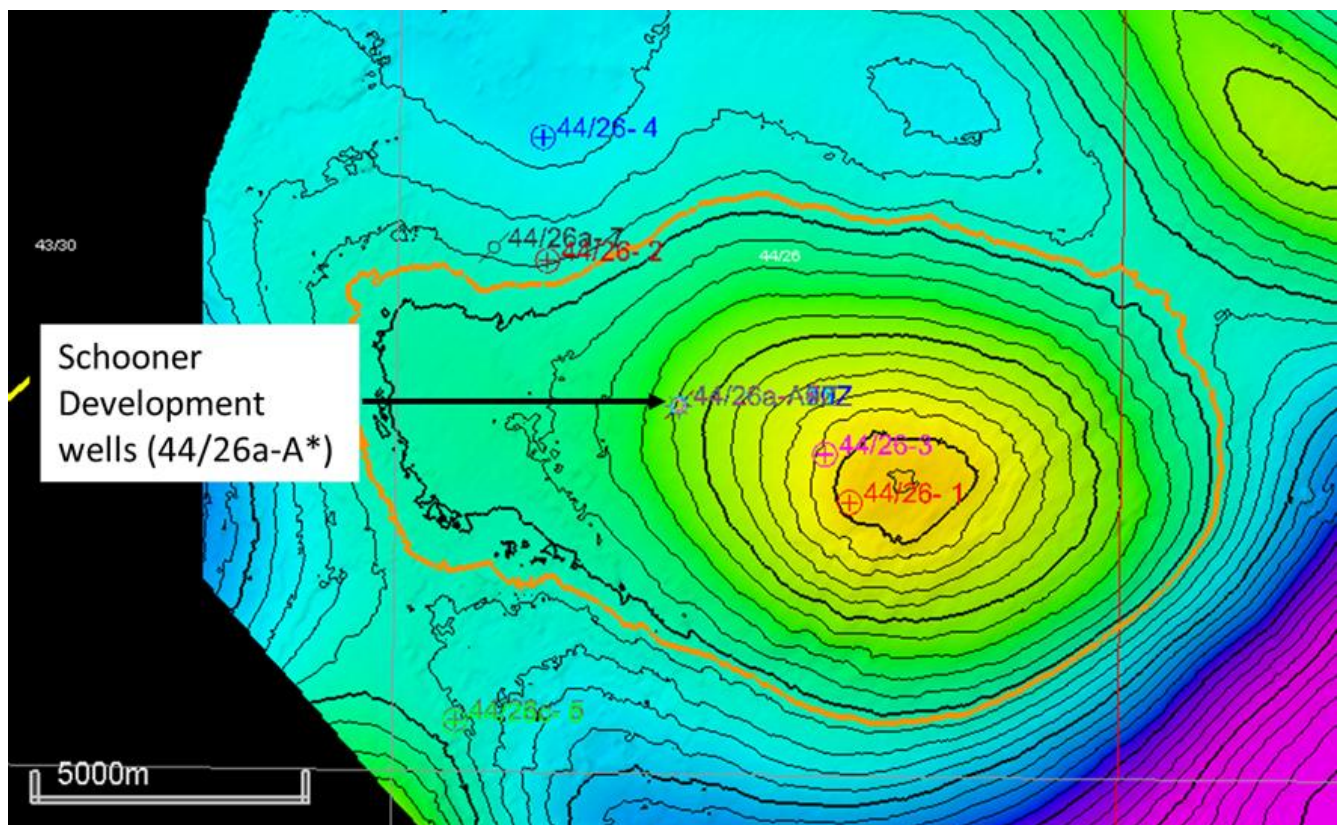 44/26- 4
43/30
44/26a- 7
44/26- 2
44/26
Schooner
Development
wells (44/26a-A*)
44/26-3
44/26- 1
44/26c- 5
5000m